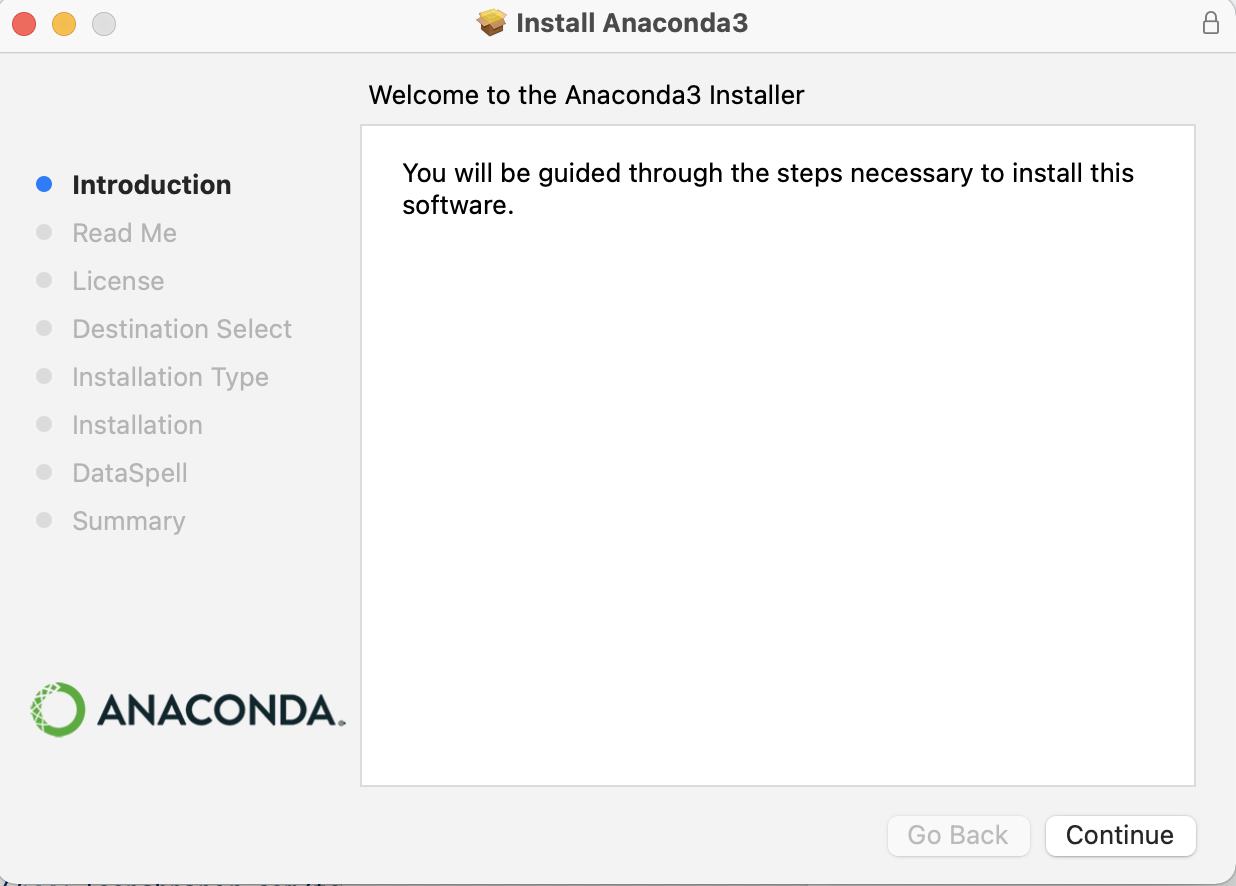 Install Anaconda3
Welcome to the Anaconda3 Installer
Introduction
Read Me
License
Destination Select
Installation Type
Installation
DataSpell
Summary
You will be guided through the steps necessary to install this
software.
ANACONDA.
Go Back
Continue